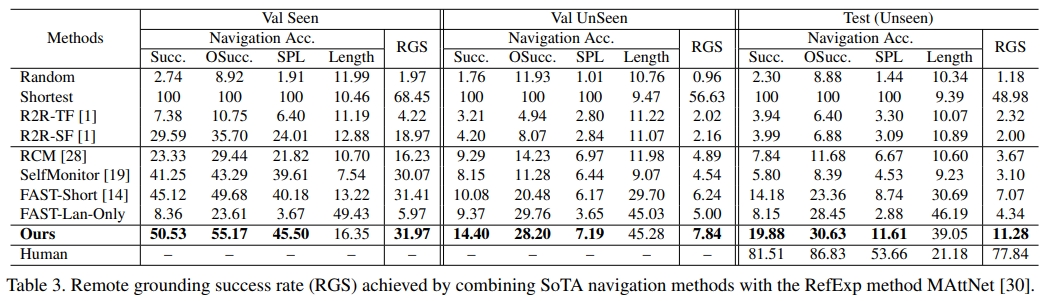 Methods Val Seen Val UnSeen Test (Unseen)
Navigation Acc. RGS Navigation Acc. RGS Navigation Acc. RGS
Succ. OSucc. SPL Length Succ. OSucc. SPL Length Succ. OSucc. SPL Length
Random 2.74 8.92 1.91 11.99 1.97 1.76 11.93 1.01 10.76 0.96 2.30 8.88 1.44 10.34 1.18
Shortest 100 100 100 10.46 68.45 100 100 100 9.47 56.63 100 100 100 9.39 48.98
R2R-TF [1] 7.38 10.75 6.40 11.19 4.22 3.21 4.94 2.80 11.22 2.02 3.94 6.40 3.30 10.07 2.32
R2R-SF [1] 29.59 35.70 24.01 12.88 18.97 4.20 8.07 2.84 11.07 2.16 3.99 6.88 3.09 10.89 2.00
RCM [28] 23.33 29.44 21.82 10.70 16.23 9.29 14.23 6.97 11.98 4.89 7.84 11.68 6.67 10.60 3.67
SelfMonitor [19] 41.25 43.29 39.61 7.54 30.07 8.15 11.28 6.44 9.07 4.54 5.80 8.39 4.53 9.23 3.10
FAST-Short [14] 45.12 49.68 40.18 13.22 31.41 10.08 20.48 6.17 29.70 6.24 14.18 23.36 8.74 30.69 7.07
FAST-Lan-Only 8.36 23.61 3.67 49.43 5.97 9.37 29.76 3.65 45.03 5.00 8.15 28.45 2.88 46.19 4.34
Ours 50.53 55.17 45.50 16.35 31.97 14.40 28.20 7.19 45.28 7.84 19.88 30.63 11.61 39.05 11.28
Human – – – – – – – – – – 81.51 86.83 53.66 21.18 77.84
Table 3. Remote grounding success rate (RGS) achieved by combining SoTA navigation methods with the RefExp method MAttNet [30].